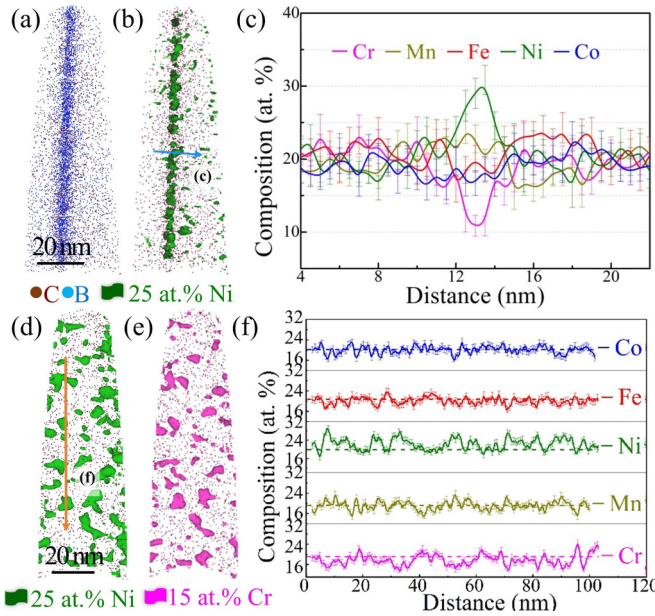 (a)
(b)
(c)
20 nm
(c)
C B 25 at.% Ni
Composition (at. %)
40
30
20
10
Cr Mn Fe Ni Co
4 8 12 16 20
Distance (nm)
(d)
(e)
(f)
(f)
20 nm
25 at.% Ni 15 at.% Cr
Composition (at. %)
32
24
16
Co
32
24
16
Fe
32
24
16
Ni
32
24
16
Mn
32
24
16
Cr
0 20 40 60 80 100 120
Distance (nm)